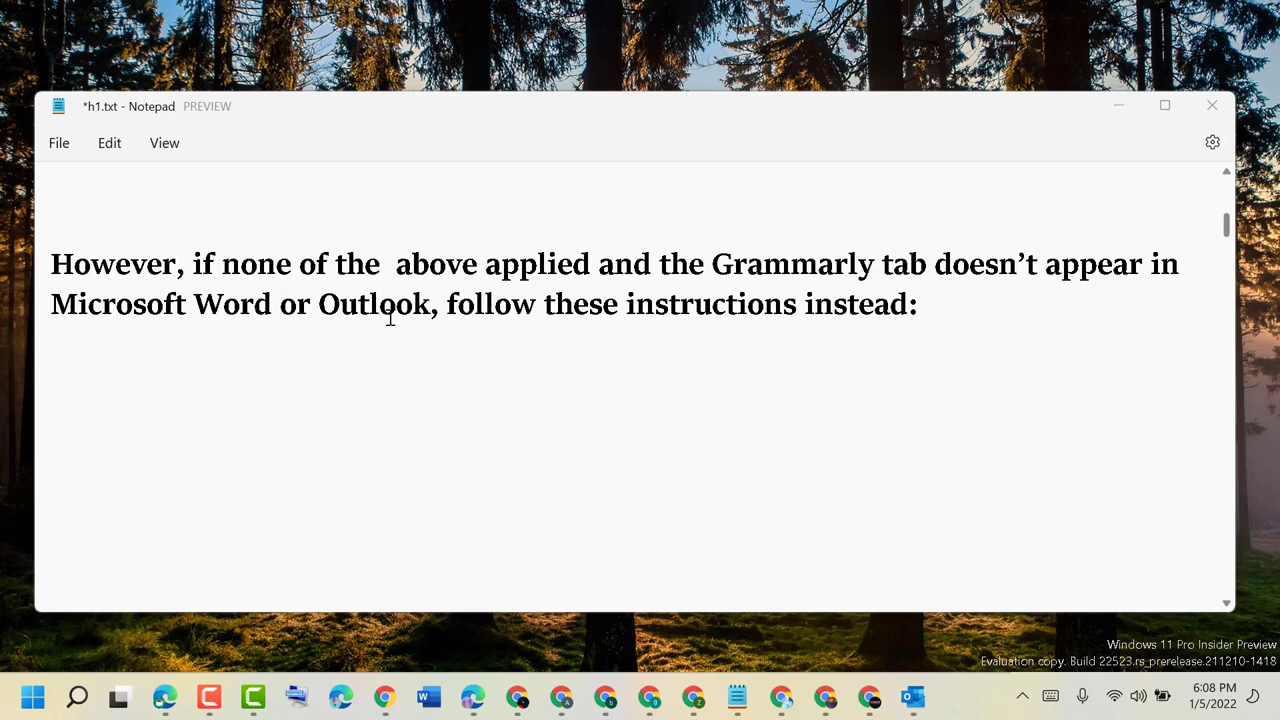 *h1.txt - Notepad PREVIEW
File Edit View
However, if none of the  above applied and the Grammarly tab doesn’t appear in
Microsoft Word or Outlook, follow these instructions instead:
Windows 11 Pro Insider Preview
Evaluation copy. Build 22523.rs_prerelease.211210-1418
6:08 PM
1/5/2022